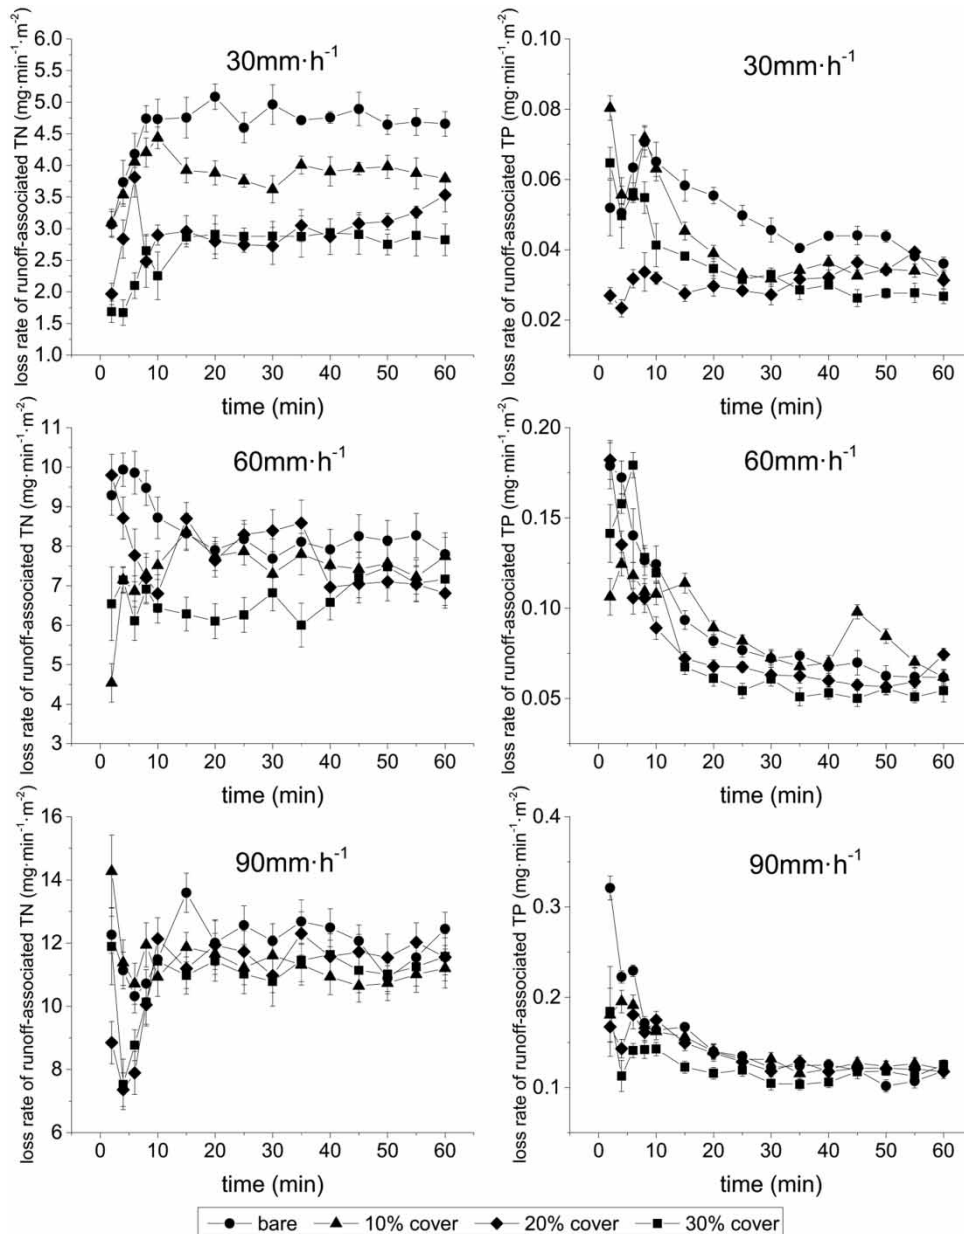 loss rate of runoff-associated TN (mg·min⁻¹·m⁻²)
6.0
5.5
5.0
4.5
4.0
3.5
3.0
2.5
2.0
1.5
1.0
30mm·h⁻¹
0 10 20 30 40 50 60
time (min)
loss rate of runoff-associated TP (mg·min⁻¹·m⁻²)
0.10
0.08
0.06
0.04
0.02
30mm·h⁻¹
0 10 20 30 40 50 60
time (min)
loss rate of runoff-associated TN (mg·min⁻¹·m⁻²)
11
10
9
8
7
6
5
4
3
60mm·h⁻¹
0 10 20 30 40 50 60
time (min)
loss rate of runoff-associated TP (mg·min⁻¹·m⁻²)
0.20
0.15
0.10
0.05
60mm·h⁻¹
0 10 20 30 40 50 60
time (min)
loss rate of runoff-associated TN (mg·min⁻¹·m⁻²)
16
14
12
10
8
6
90mm·h⁻¹
0 10 20 30 40 50 60
time (min)
loss rate of runoff-associated TP (mg·min⁻¹·m⁻²)
0.4
0.3
0.2
0.1
90mm·h⁻¹
0 10 20 30 40 50 60
time (min)
bare 10% cover 20% cover 30% cover